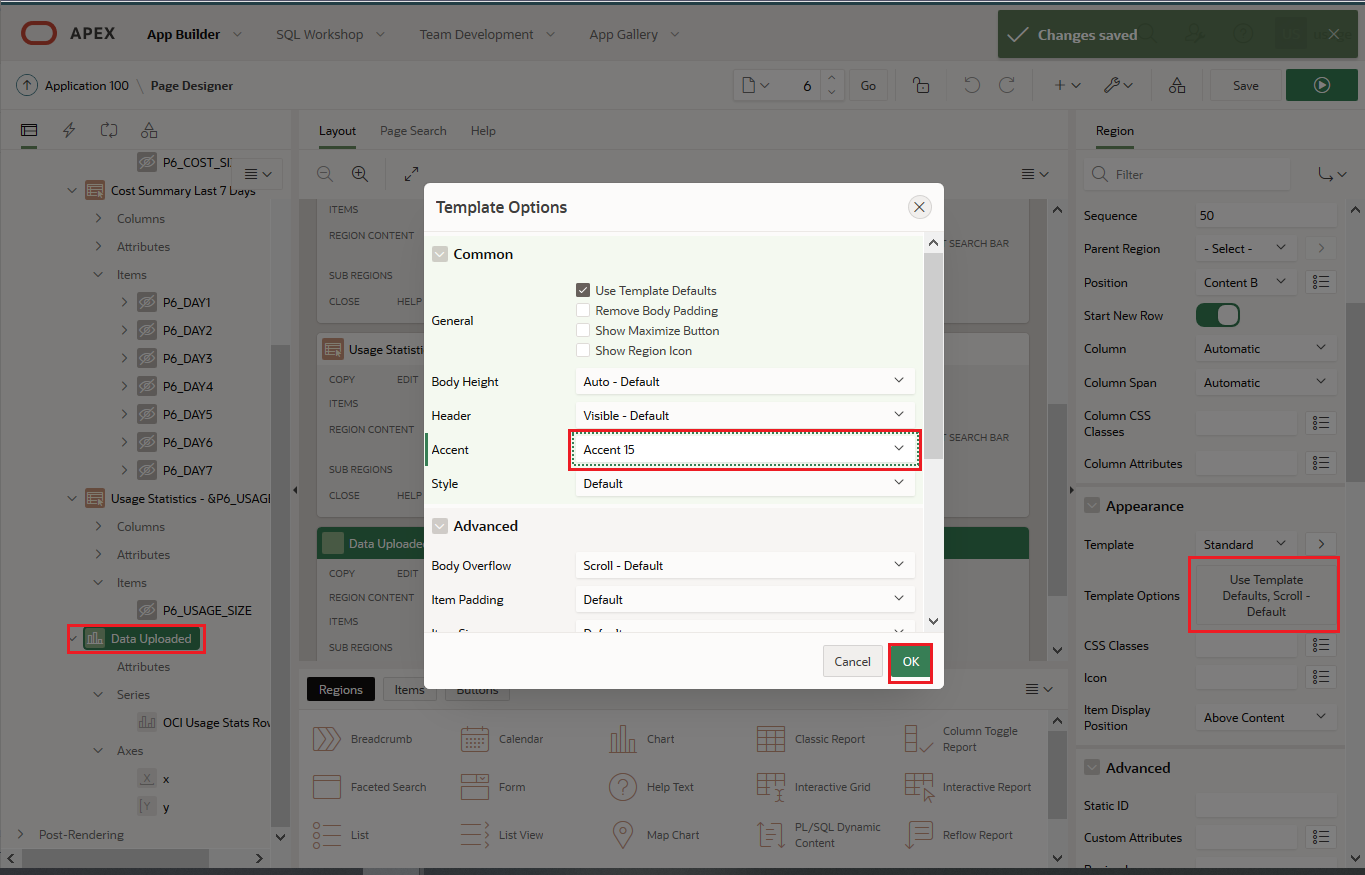 APEX
App Builder
SQL Workshop
Team Development
App Gallery
Changes saved
Application 100 \ Page Designer
6
Go
Save
Layout
Page Search
Help
Region
P6_COST_SI
Cost Summary Last 7 Days
Columns
Attributes
Items
P6_DAY1
P6_DAY2
P6_DAY3
P6_DAY4
P6_DAY5
P6_DAY6
P6_DAY7
Usage Statistics - &P6_USAGE
Columns
Attributes
Items
P6_USAGE_SIZE
Data Uploaded
Attributes
Series
OCI Usage Stats Row
Axes
x
y
Post-Rendering
ITEMS
REGION CONTENT
SEARCH BAR
SUB REGIONS
CLOSE
HELP
Usage Statisti
COPY
EDIT
ITEMS
REGION CONTENT
SEARCH BAR
SUB REGIONS
CLOSE
HELP
Data Uploaded
COPY
EDIT
REGION CONTENT
ITEMS
SUB REGIONS
Template Options
Common
General
Use Template Defaults
Remove Body Padding
Show Maximize Button
Show Region Icon
Body Height
Auto - Default
Header
Visible - Default
Accent
Accent 15
Style
Default
Advanced
Body Overflow
Scroll - Default
Item Padding
Default
Cancel
OK
Regions
Items
Buttons
Breadcrumb
Calendar
Chart
Classic Report
Column Toggle
Report
Faceted Search
Form
Help Text
Interactive Grid
Interactive Report
List
List View
Map Chart
PL/SQL Dynamic
Content
Reflow Report
Filter
Sequence
50
Parent Region
- Select -
Position
Content B
Start New Row
Column
Automatic
Column Span
Automatic
Column CSS
Classes
Column Attributes
Appearance
Template
Standard
Template Options
Use Template
Defaults, Scroll -
Default
CSS Classes
Icon
Item Display
Position
Above Content
Advanced
Static ID
Custom Attributes